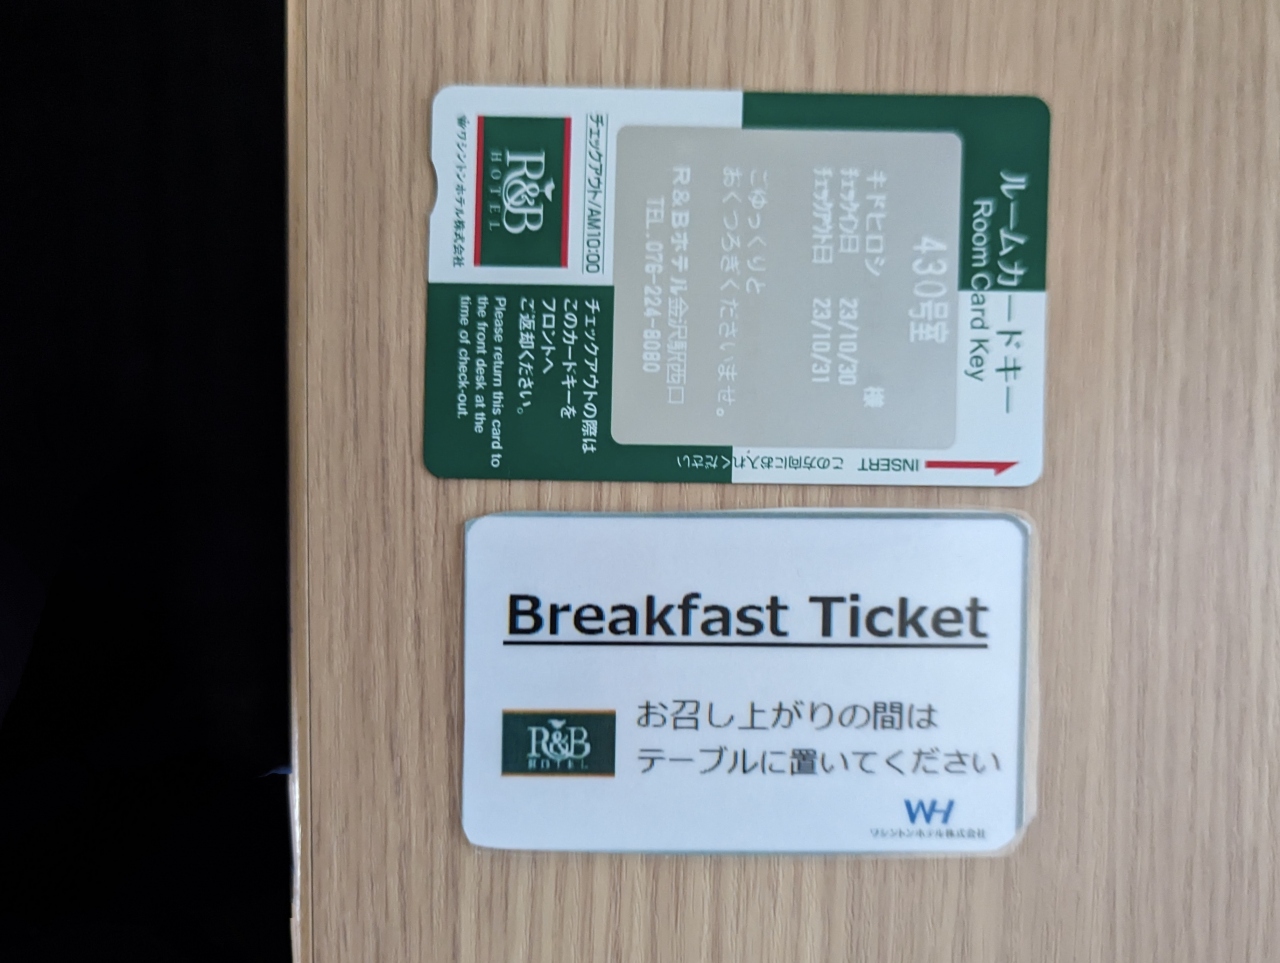 ルームカードキー
Room Card Key
430号室
キドヒロシ 様
チェックイン日 23/10/30
チェックアウト日 23/10/31
ごゆっくりと
おくつろぎくださいませ。
R&Bホテル金沢駅西口
TEL.076-224-8080
INSERT この方向にお入れください
チェックアウト/AM10:00
R&B
HOTEL
ワシントンホテル株式会社
チェックアウトの際は
このカードキーを
フロントへ
ご返却ください。
Please return this card to
the front desk at the
time of check-out.
Breakfast Ticket
お召し上がりの間は
テーブルに置いてください
R&B
HOTEL
WH
ワシントンホテル株式会社